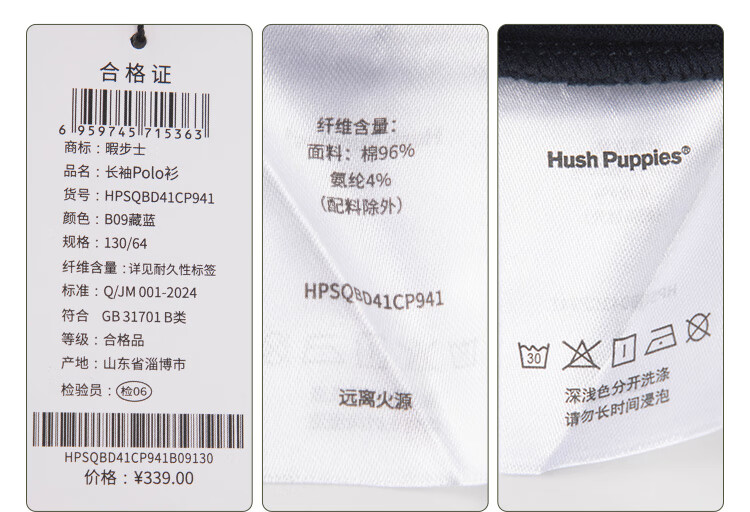 合格证
6 959745 715363
商标：暇步士
品名：长袖Polo衫
货号：HPSQBD41CP941
颜色：B09藏蓝
规格：130/64
纤维含量：详见耐久性标签
标准：Q/JM 001-2024
符合 GB 31701 B类
等级：合格品
产地：山东省淄博市
检验员：检06
HPSQBD41CP941B09130
价格：¥339.00
纤维含量：
面料：棉96%
氨纶4%
（配料除外）
HPSQBD41CP941
远离火源
Hush Puppies®
30
深浅色分开洗涤
请勿长时间浸泡